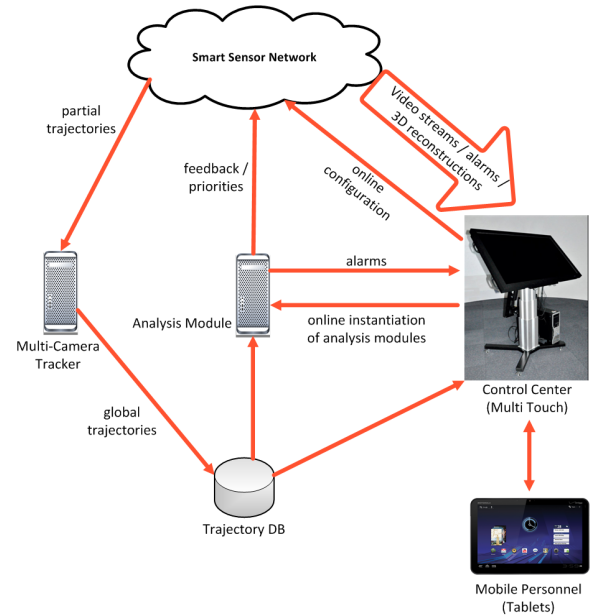 Smart Sensor Network
partial
trajectories
Video streams / alarms /
3D reconstructions
feedback /
priorities
online
configuration
alarms
Analysis Module
online instantiation
of analysis modules
Multi-Camera
Tracker
Control Center
(Multi Touch)
global
trajectories
Trajectory DB
Mobile Personnel
(Tablets)